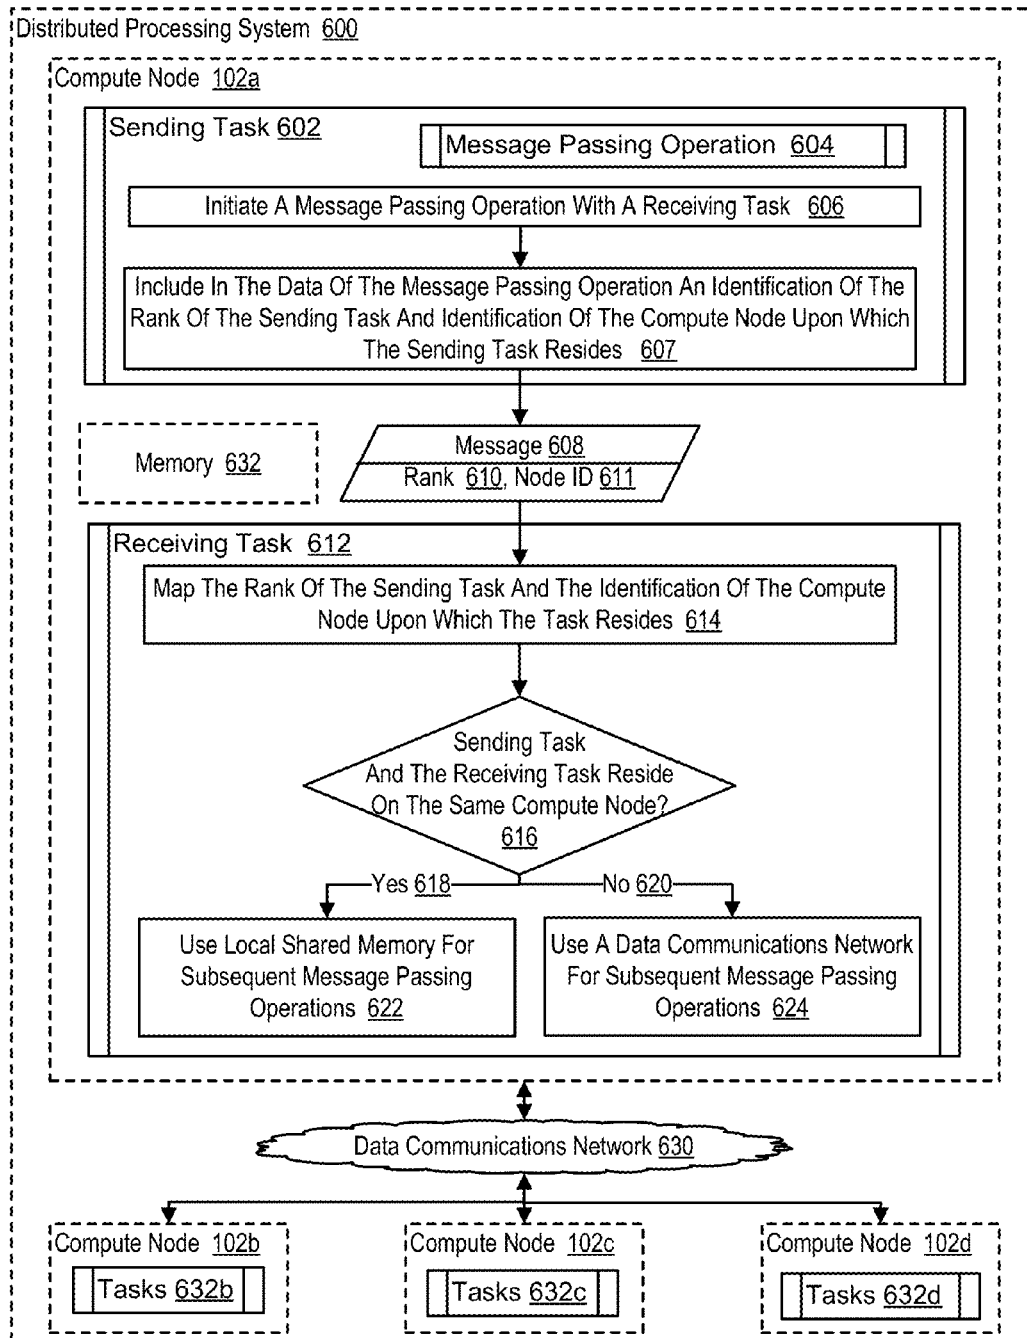 Distributed Processing System 600
Compute Node 102a
Sending Task 602
Message Passing Operation 604
Initiate A Message Passing Operation With A Receiving Task 606
Include In The Data Of The Message Passing Operation An Identification Of The
Rank Of The Sending Task And Identification Of The Compute Node Upon Which
The Sending Task Resides 607
Message 608
Rank 610, Node ID 611
Memory 632
Receiving Task 612
Map The Rank Of The Sending Task And The Identification Of The Compute
Node Upon Which The Task Resides 614
Sending Task
And The Receiving Task Reside
On The Same Compute Node?
616
Yes 618
No 620
Use Local Shared Memory For
Subsequent Message Passing
Operations 622
Use A Data Communications Network
For Subsequent Message Passing
Operations 624
Data Communications Network 630
Compute Node 102b
Tasks 632b
Compute Node 102c
Tasks 632c
Compute Node 102d
Tasks 632d